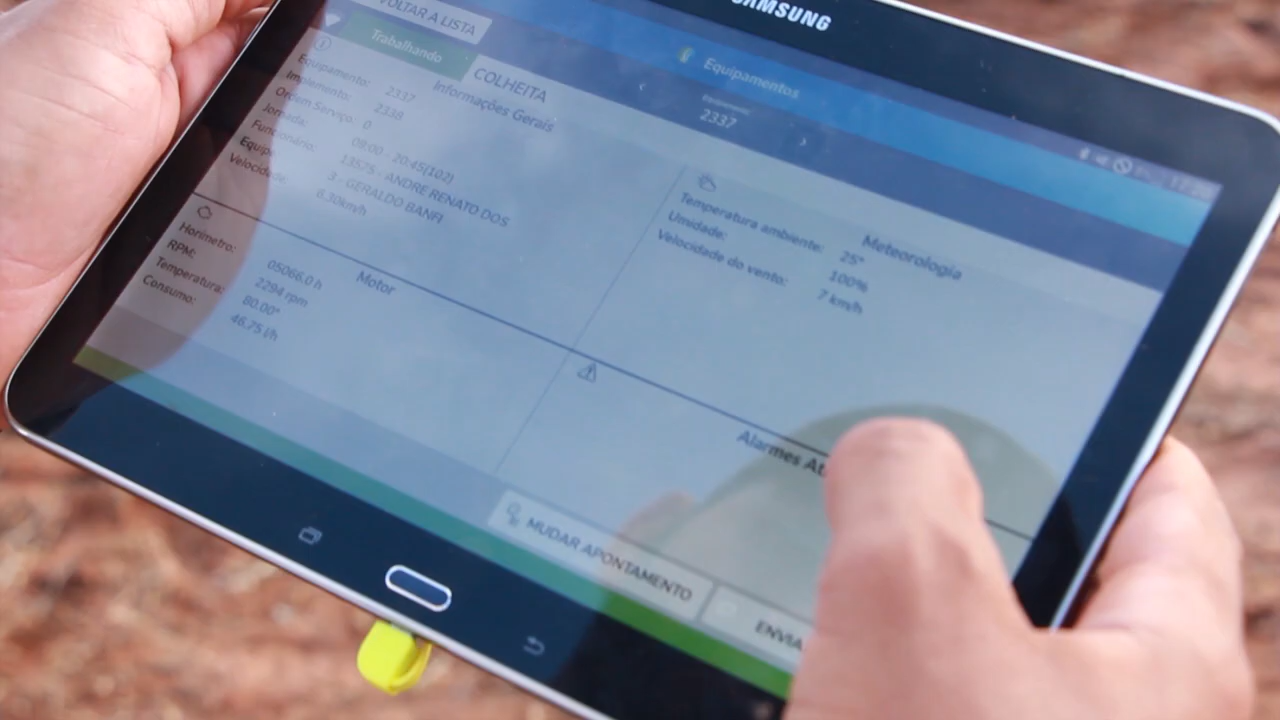 SAMSUNG
VOLTAR A LISTA
Equipamentos
Trabalhando
COLHEITA
Equipamento:
2337
Informações Gerais
Equipamento: 2337
Implemento: 2338
Ordem Serviço: 0
Jornada: 08:00 - 20:45(102)
Funcionário: 13575 - ANDRE RENATO DOS
Equipe: 3 - GERALDO BANFI
Velocidade: 6.30km/h
Meteorologia
Temperatura ambiente: 25°
Umidade: 100%
Velocidade do vento: 7 km/h
Motor
Horímetro: 05066.0 h
RPM: 2294 rpm
Temperatura: 80.00°
Consumo: 46.75 l/h
Alarmes At
MUDAR APONTAMENTO
ENVIA